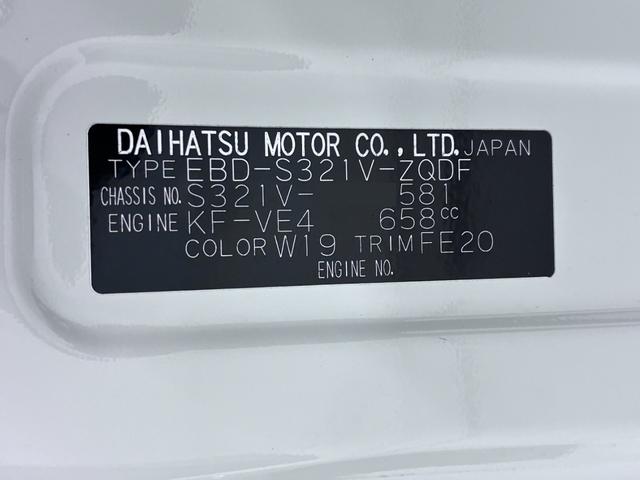 DAIHATSU MOTOR CO.,LTD. JAPAN
TYPE EBD-S321V-ZQDF
CHASSIS NO. S321V- 581
ENGINE KF-VE4 658CC
COLOR W19 TRIM FE20
ENGINE NO.